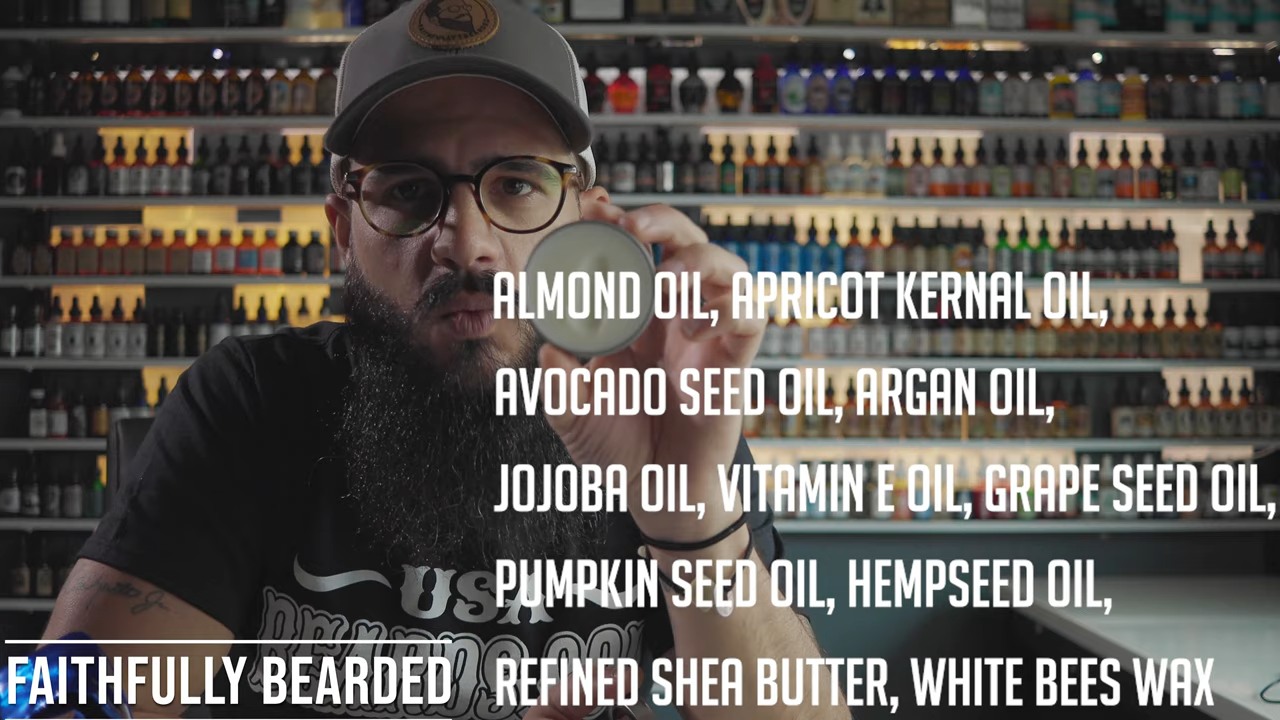 ALMOND OIL, APRICOT KERNAL OIL,
AVOCADO SEED OIL, ARGAN OIL,
JOJOBA OIL, VITAMIN E OIL, GRAPE SEED OIL,
PUMPKIN SEED OIL, HEMPSEED OIL,
REFINED SHEA BUTTER, WHITE BEES WAX
FAITHFULLY BEARDED
USA